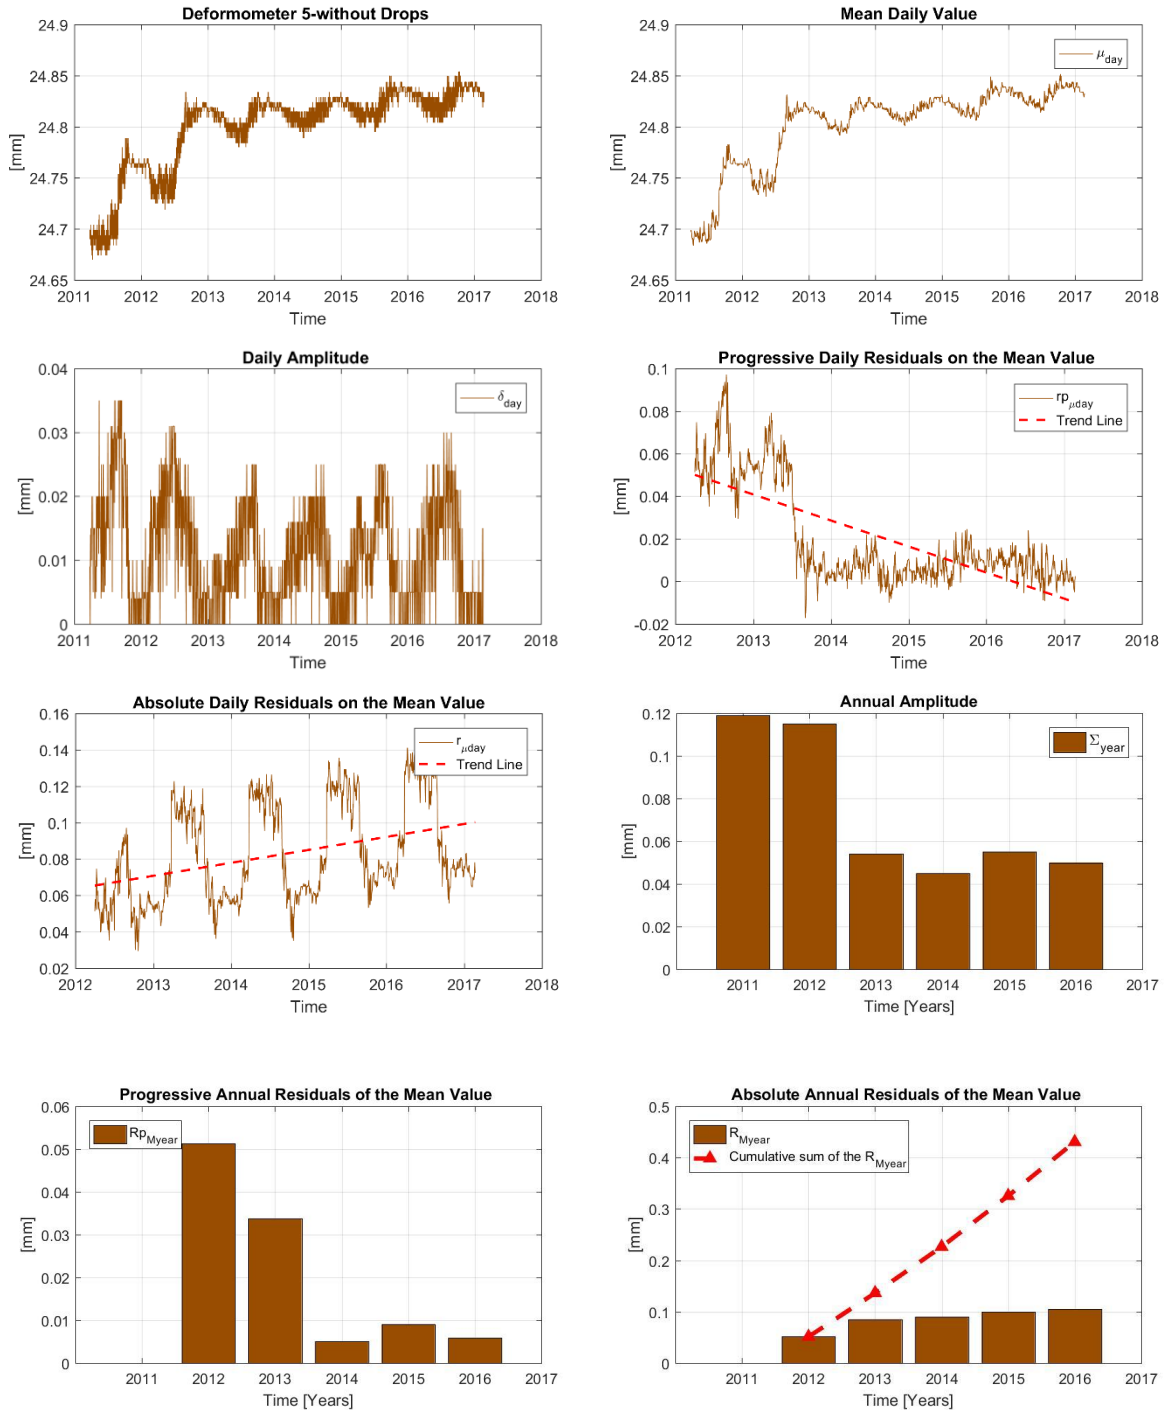 Deformometer 5-without Drops
24.9
24.85
24.8
24.75
24.7
24.65
[mm]
2011 2012 2013 2014 2015 2016 2017 2018
Time
Mean Daily Value
24.9
24.85
24.8
24.75
24.7
24.65
[mm]
μday
2011 2012 2013 2014 2015 2016 2017 2018
Time
Daily Amplitude
0.04
0.03
0.02
0.01
0
[mm]
δday
2011 2012 2013 2014 2015 2016 2017 2018
Time
Progressive Daily Residuals on the Mean Value
0.1
0.08
0.06
0.04
0.02
0
-0.02
[mm]
rpμday
Trend Line
2012 2013 2014 2015 2016 2017 2018
Time
Absolute Daily Residuals on the Mean Value
0.16
0.14
0.12
0.1
0.08
0.06
0.04
0.02
[mm]
rμday
Trend Line
2012 2013 2014 2015 2016 2017 2018
Time
Annual Amplitude
0.12
0.1
0.08
0.06
0.04
0.02
0
[mm]
Σyear
2011 2012 2013 2014 2015 2016 2017
Time [Years]
Progressive Annual Residuals of the Mean Value
0.06
0.05
0.04
0.03
0.02
0.01
0
[mm]
RpMyear
2011 2012 2013 2014 2015 2016 2017
Time [Years]
Absolute Annual Residuals of the Mean Value
0.5
0.4
0.3
0.2
0.1
0
[mm]
RMyear
Cumulative sum of the RMyear
2011 2012 2013 2014 2015 2016 2017
Time [Years]